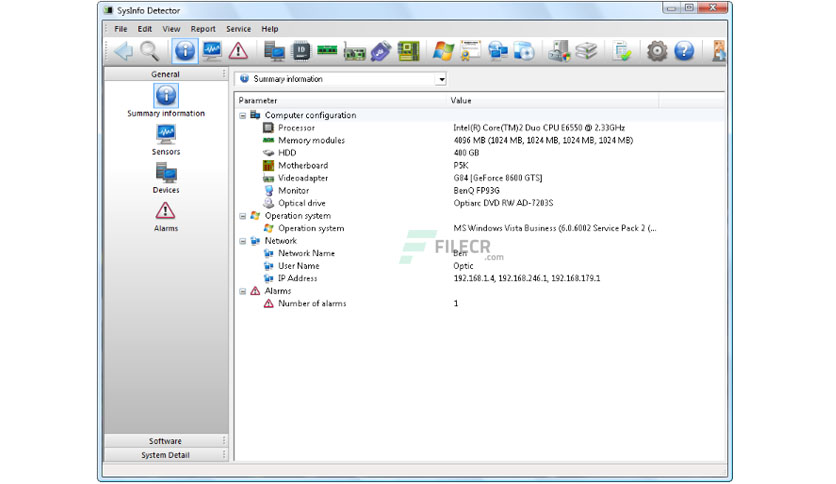 SysInfo Detector
File Edit View Report Service Help
General
Summary information
Sensors
Devices
Alarms
Software
System Detail
Summary information
Parameter Value
Computer configuration
Processor Intel(R) Core(TM)2 Duo CPU E6550 @ 2.33GHz
Memory modules 4096 MB (1024 MB, 1024 MB, 1024 MB, 1024 MB)
HDD 400 GB
Motherboard P5K
Videoadapter G84 [GeForce 8600 GTS]
Monitor BenQ FP93G
Optical drive Optiarc DVD RW AD-7203S
Operation system
Operation system MS Windows Vista Business (6.0.6002 Service Pack 2 (...
Network
Network Name Ben
User Name Optic
IP Address 192.168.1.4, 192.168.246.1, 192.168.179.1
Alarms
Number of alarms 1
FILECR
.com